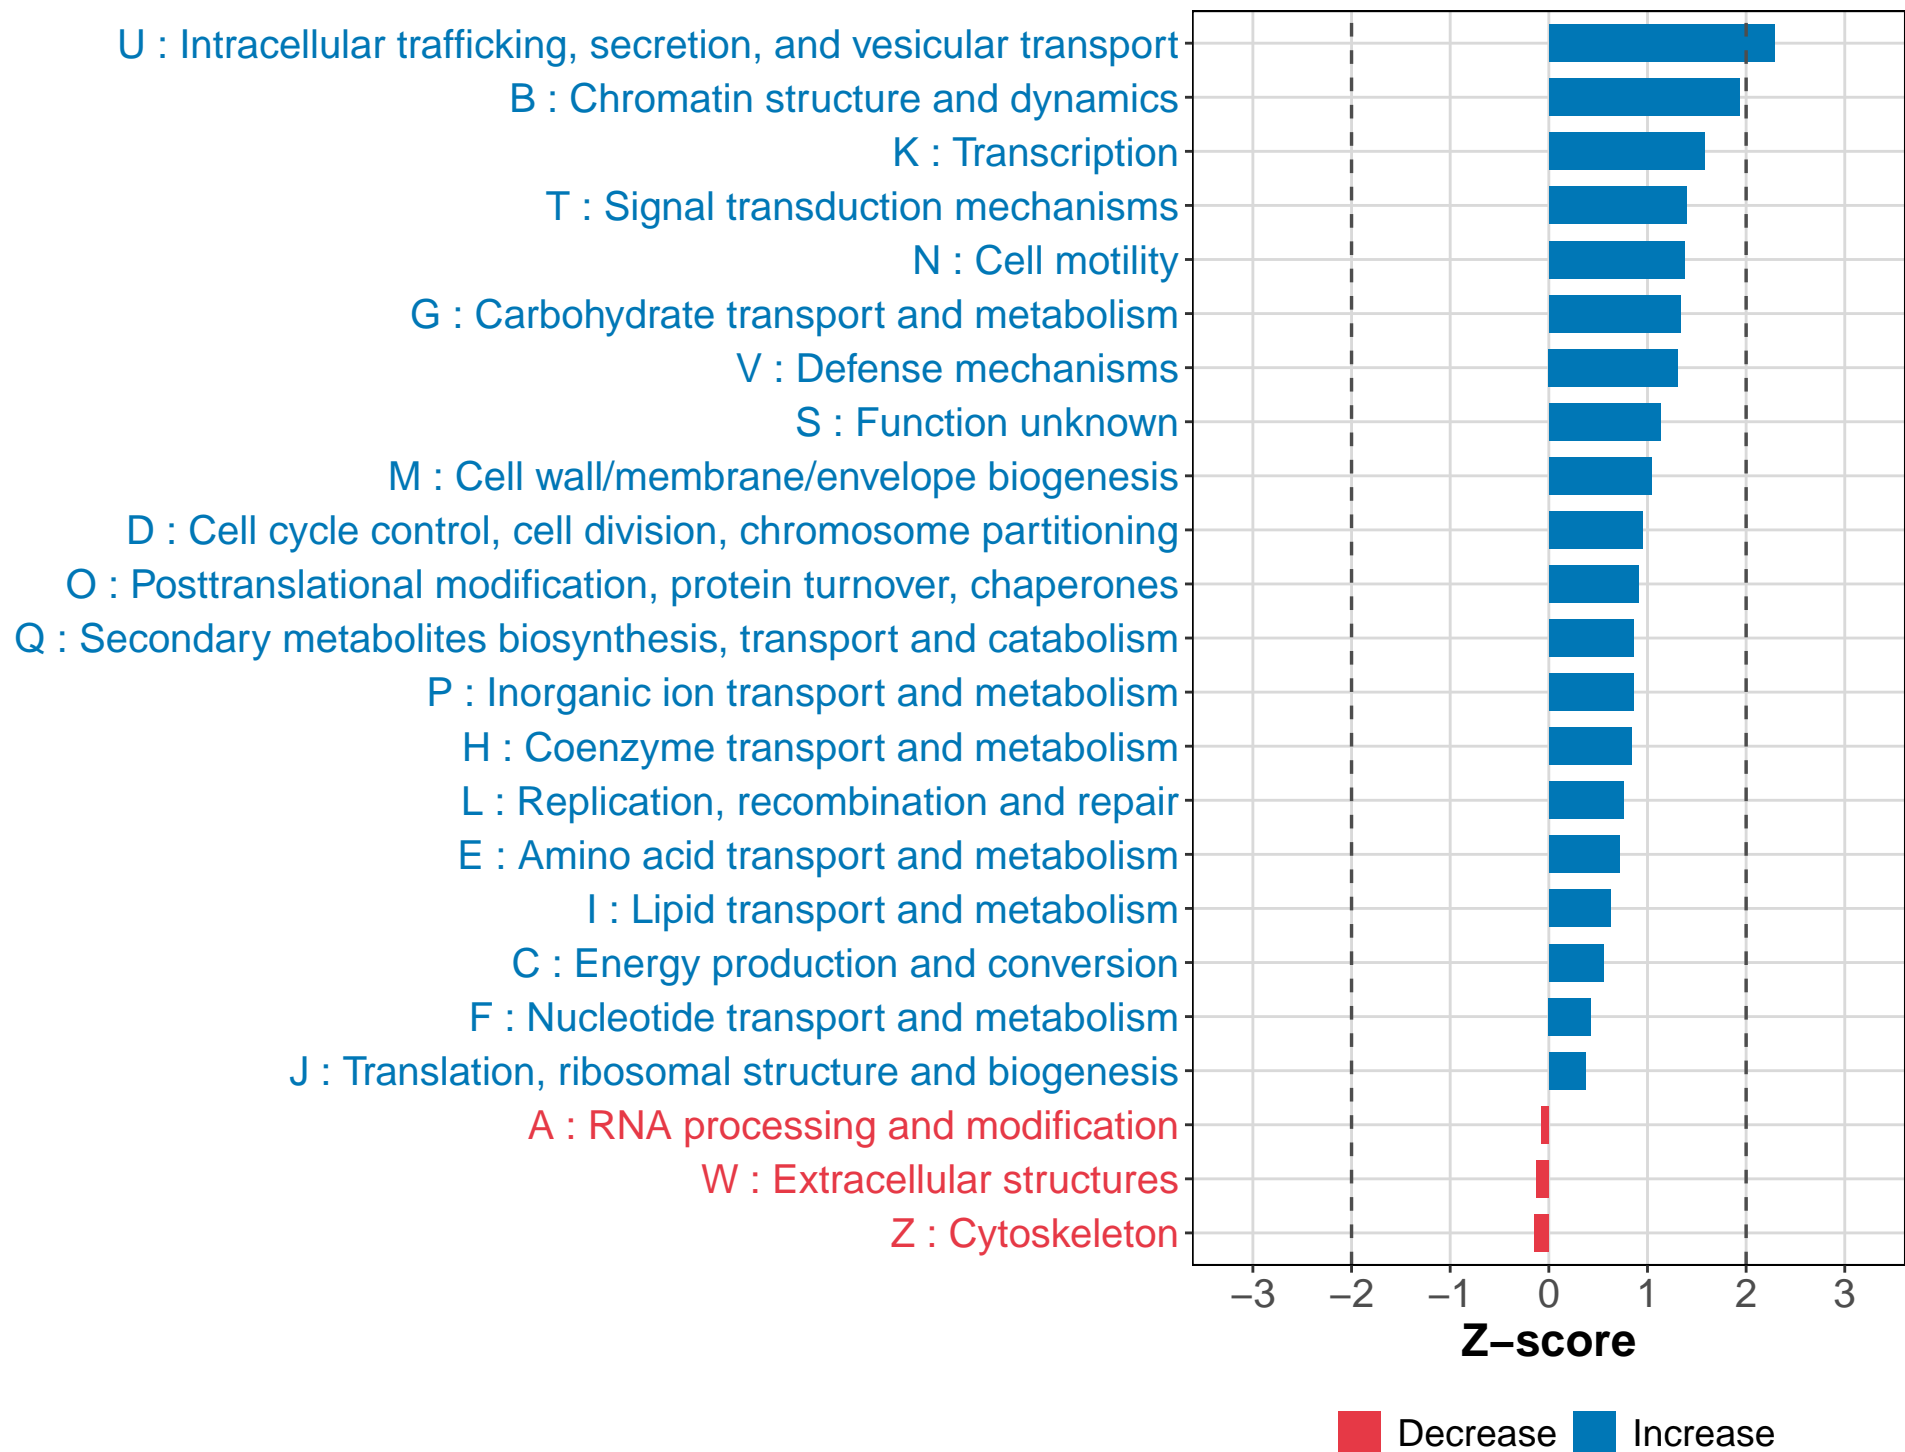 U : Intracellular trafficking, secretion, and vesicular transport
B : Chromatin structure and dynamics
K : Transcription
T : Signal transduction mechanisms
N : Cell motility
G : Carbohydrate transport and metabolism
V : Defense mechanisms
S : Function unknown
M : Cell wall/membrane/envelope biogenesis
D : Cell cycle control, cell division, chromosome partitioning
O : Posttranslational modification, protein turnover, chaperones
Q : Secondary metabolites biosynthesis, transport and catabolism
P : Inorganic ion transport and metabolism
H : Coenzyme transport and metabolism
L : Replication, recombination and repair
E : Amino acid transport and metabolism
I : Lipid transport and metabolism
C : Energy production and conversion
F : Nucleotide transport and metabolism
J : Translation, ribosomal structure and biogenesis
A : RNA processing and modification
W : Extracellular structures
Z : Cytoskeleton
−3 −2 −1 0 1 2 3
Z−score
Decrease Increase